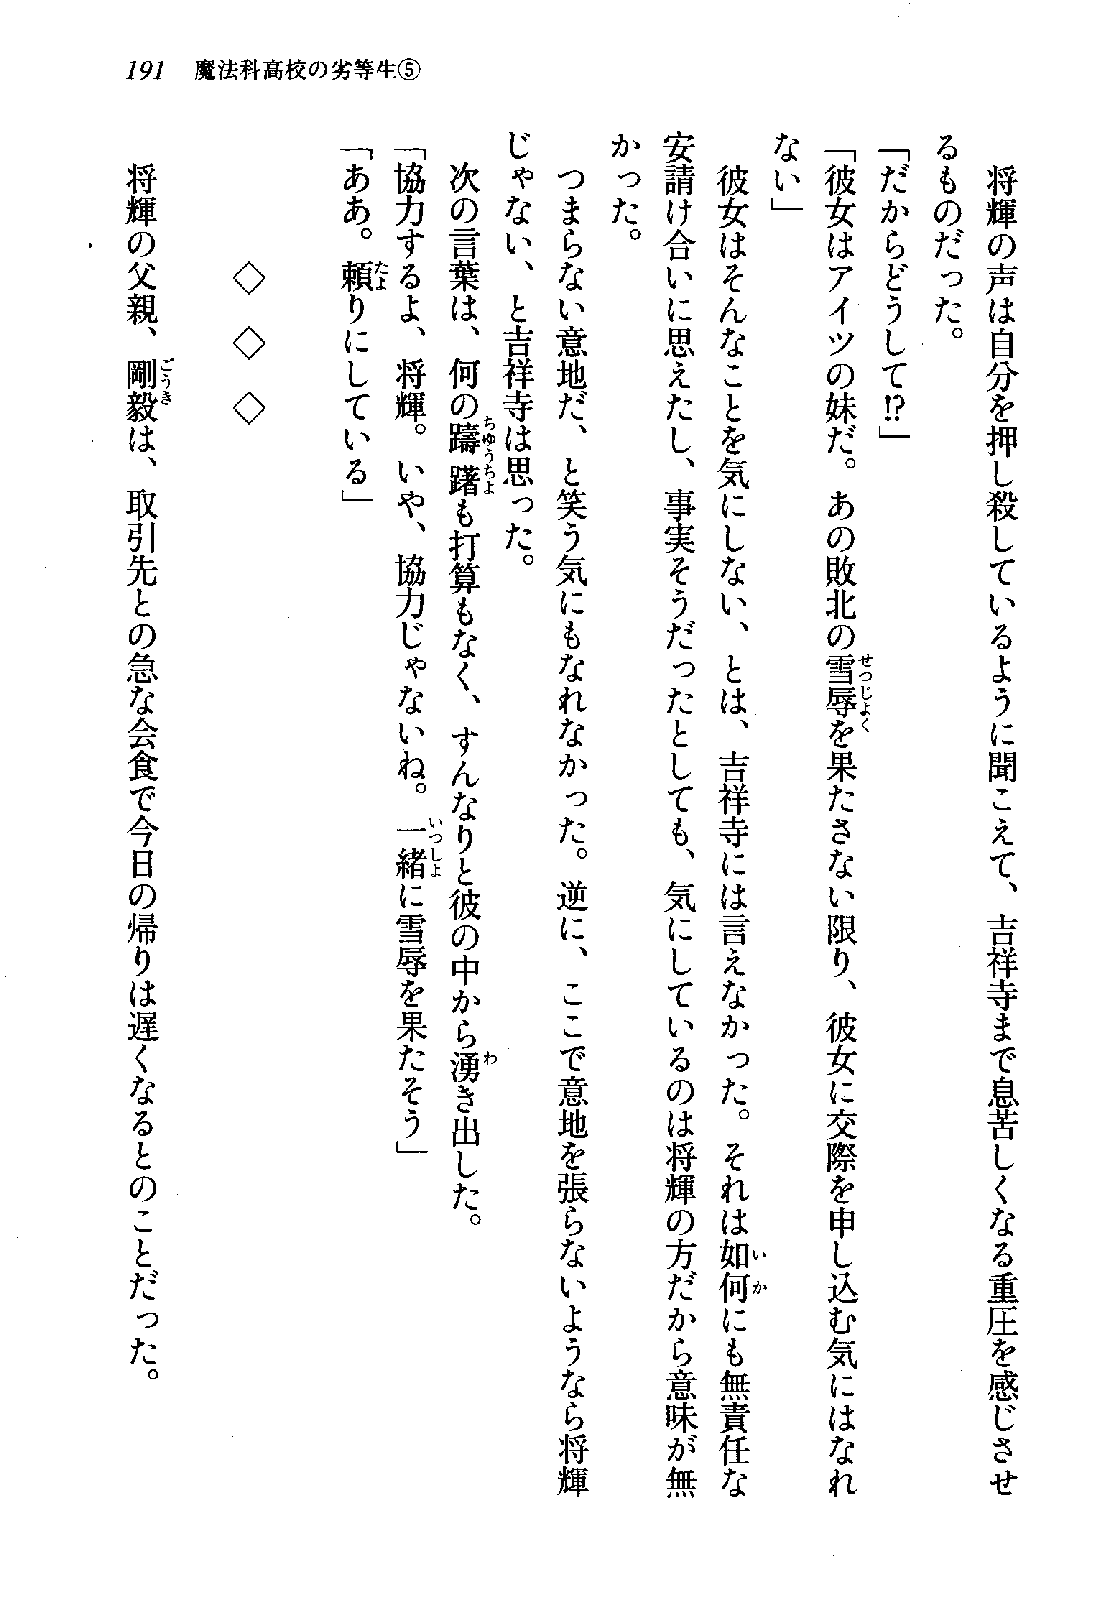 191　魔法科高校の劣等生⑤
　将輝の声は自分を押し殺しているように聞こえて、吉祥寺まで息苦しくなる重圧を感じさせ
るものだった。
「だからどうして!?」
「彼女はアイツの妹だ。あの敗北の雪辱を果たさない限り、彼女に交際を申し込む気にはなれ
ない」
　彼女はそんなことを気にしない、とは、吉祥寺には言えなかった。それは如何にも無責任な
安請け合いに思えたし、事実そうだったとしても、気にしているのは将輝の方だから意味が無
かった。
　つまらない意地だ、と笑う気にもなれなかった。逆に、ここで意地を張らないようなら将輝
じゃない、と吉祥寺は思った。
　次の言葉は、何の躊躇も打算もなく、すんなりと彼の中から湧き出した。
「協力するよ、将輝。いや、協力じゃないね。一緒に雪辱を果たそう」
「ああ。頼りにしている」
◇　◇　◇
　将輝の父親、剛毅は、取引先との急な会食で今日の帰りは遅くなるとのことだった。